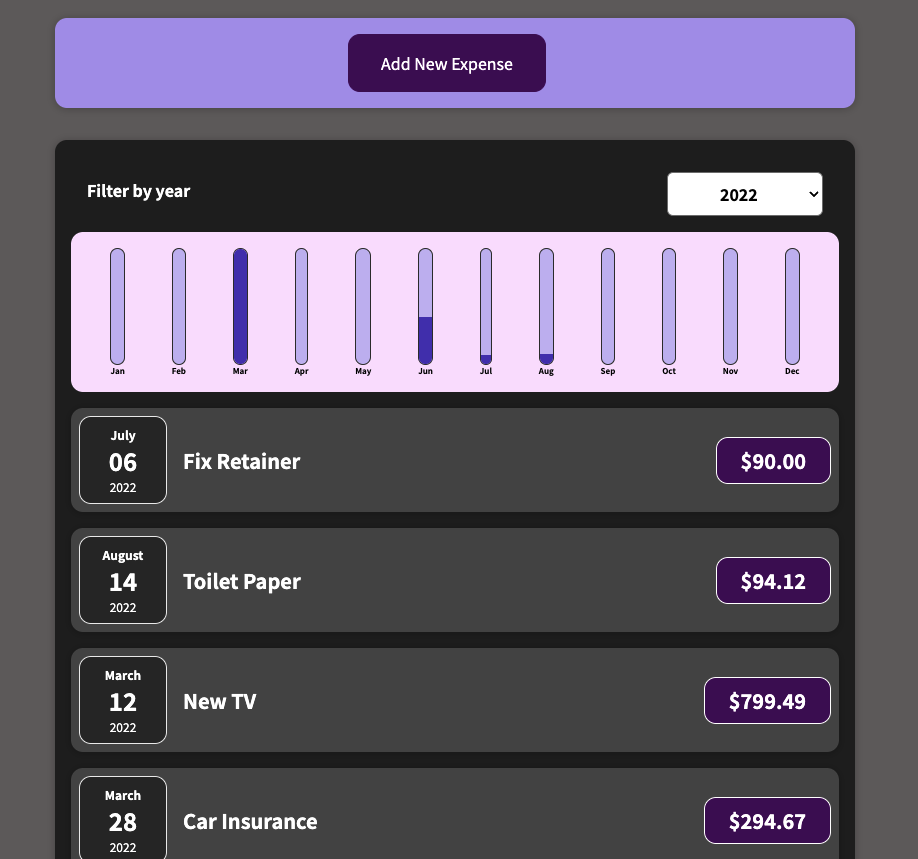 Add New Expense
Filter by year
2022
Jan Feb Mar Apr May Jun Jul Aug Sep Oct Nov Dec
July
06
2022
Fix Retainer
$90.00
August
14
2022
Toilet Paper
$94.12
March
12
2022
New TV
$799.49
March
28
2022
Car Insurance
$294.67